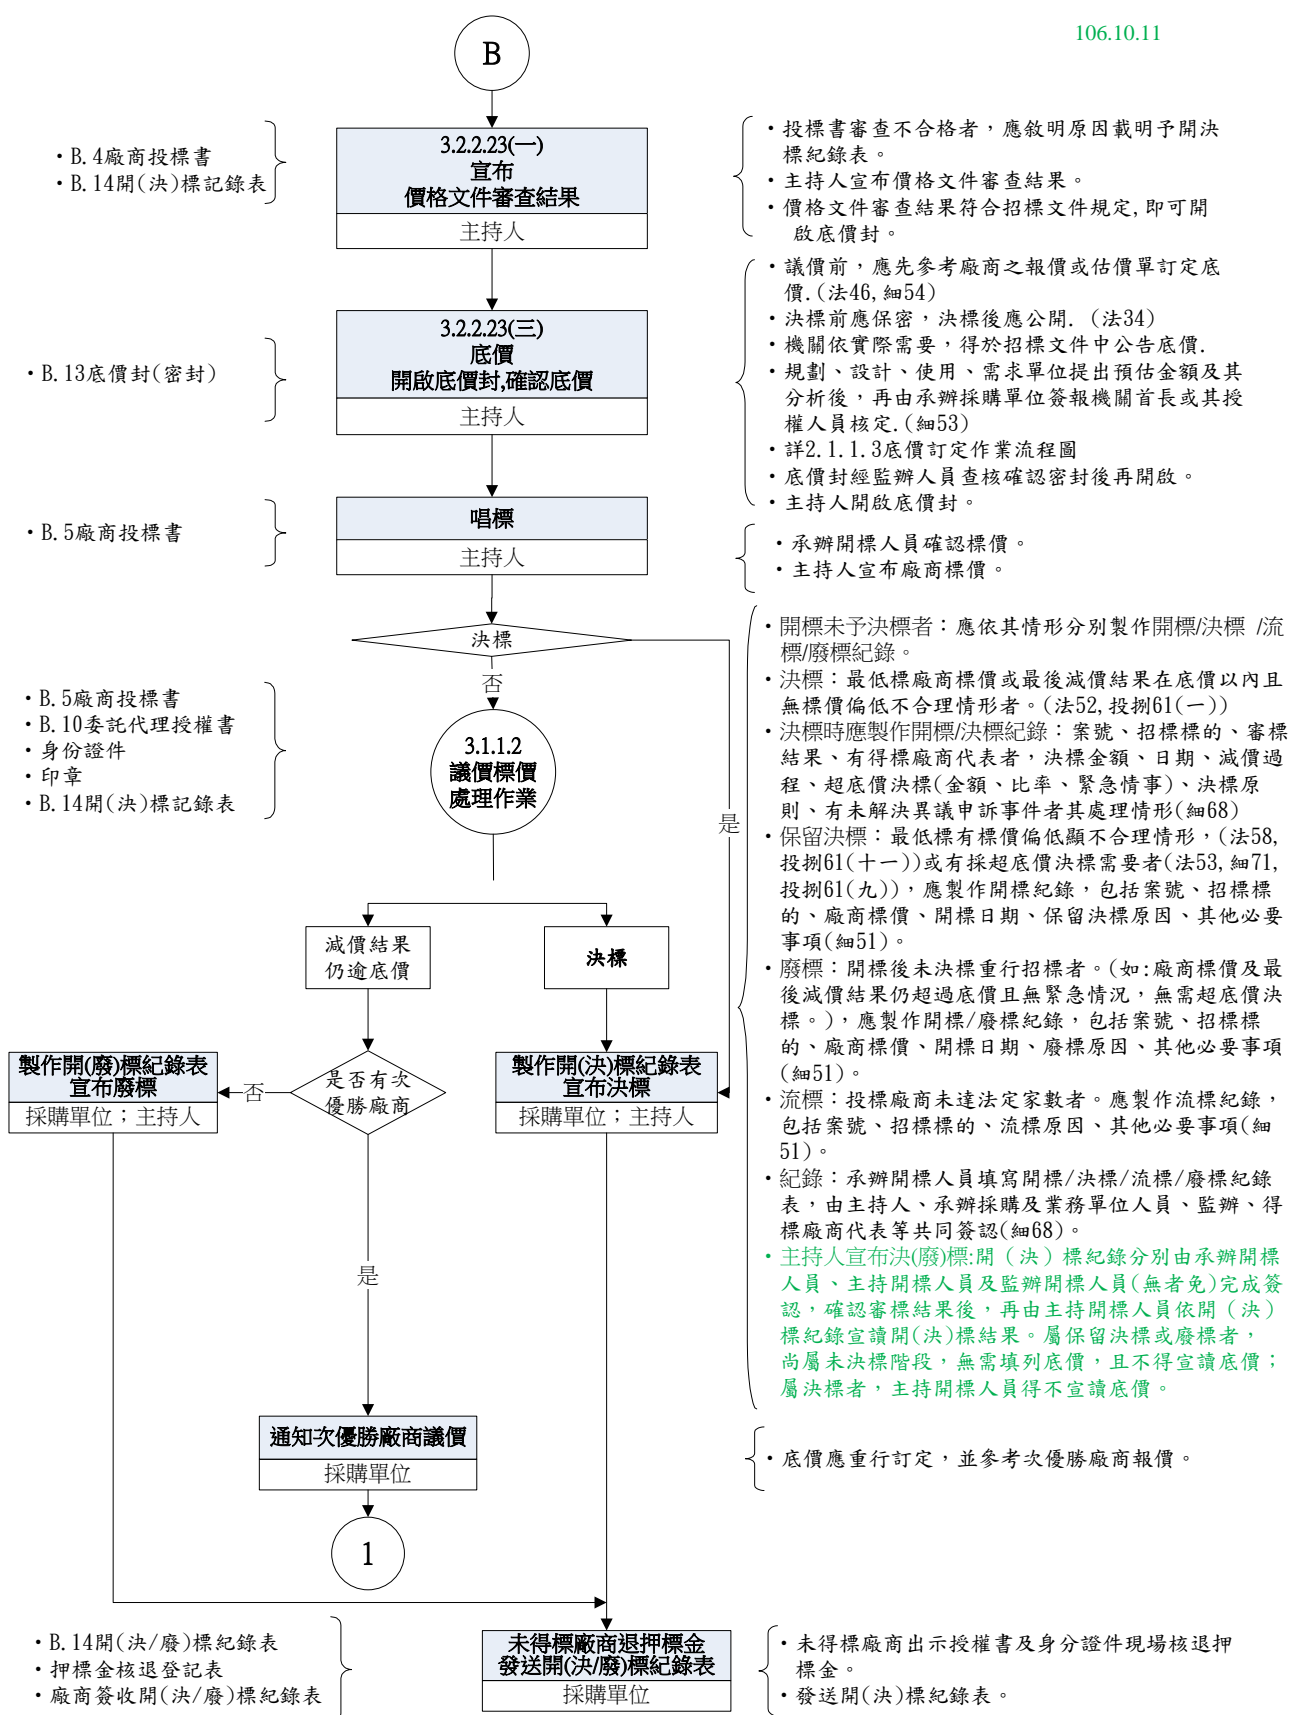 106.10.11
B
・B.4廠商投標書
・B.14開(決)標記錄表
3.2.2.23(一)
宣布
價格文件審查結果
主持人
・投標書審查不合格者，應敘明原因載明予開決
標紀錄表。
・主持人宣布價格文件審查結果。
・價格文件審查結果符合招標文件規定,即可開
啟底價封。
・B.13底價封(密封)
3.2.2.23(三)
底價
開啟底價封,確認底價
主持人
・議價前，應先參考廠商之報價或估價單訂定底
價.(法46,細54)
・決標前應保密，決標後應公開. (法34)
・機關依實際需要，得於招標文件中公告底價.
・規劃、設計、使用、需求單位提出預估金額及其
分析後，再由承辦採購單位簽報機關首長或其授
權人員核定.(細53)
・詳2.1.1.3底價訂定作業流程圖
・底價封經監辦人員查核確認密封後再開啟。
・主持人開啟底價封。
・B.5廠商投標書
唱標
主持人
・承辦開標人員確認標價。
・主持人宣布廠商標價。
決標
否
是
・B.5廠商投標書
・B.10委託代理授權書
・身份證件
・印章
・B.14開(決)標記錄表
3.1.1.2
議價標價
處理作業
減價結果
仍逾底價
決標
製作開(廢)標紀錄表
宣布廢標
採購單位；主持人
否
是否有次
優勝廠商
製作開(決)標紀錄表
宣布決標
採購單位；主持人
是
・開標未予決標者：應依其情形分別製作開標/決標 /流
標/廢標紀錄。
・決標：最低標廠商標價或最後減價結果在底價以內且
無標價偏低不合理情形者。(法52,投捌61(一))
・決標時應製作開標/決標紀錄：案號、招標標的、審標
結果、有得標廠商代表者，決標金額、日期、減價過
程、超底價決標(金額、比率、緊急情事)、決標原
則、有未解決異議申訴事件者其處理情形(細68)
・保留決標：最低標有標價偏低顯不合理情形，(法58,
投捌61(十一))或有採超底價決標需要者(法53,細71,
投捌61(九))，應製作開標紀錄，包括案號、招標標
的、廠商標價、開標日期、保留決標原因、其他必要
事項(細51)。
・廢標：開標後未決標重行招標者。(如:廠商標價及最
後減價結果仍超過底價且無緊急情況，無需超底價決
標。)，應製作開標/廢標紀錄，包括案號、招標標
的、廠商標價、開標日期、廢標原因、其他必要事項
(細51)。
・流標：投標廠商未達法定家數者。應製作流標紀錄，
包括案號、招標標的、流標原因、其他必要事項(細
51)。
・紀錄：承辦開標人員填寫開標/決標/流標/廢標紀錄
表，由主持人、承辦採購及業務單位人員、監辦、得
標廠商代表等共同簽認(細68)。
・主持人宣布決(廢)標:開（決）標紀錄分別由承辦開標
人員、主持開標人員及監辦開標人員(無者免)完成簽
認，確認審標結果後，再由主持開標人員依開（決）
標紀錄宣讀開(決)標結果。屬保留決標或廢標者，
尚屬未決標階段，無需填列底價，且不得宣讀底價；
屬決標者，主持開標人員得不宣讀底價。
通知次優勝廠商議價
採購單位
・底價應重行訂定，並參考次優勝廠商報價。
1
・B.14開(決/廢)標紀錄表
・押標金核退登記表
・廠商簽收開(決/廢)標紀錄表
未得標廠商退押標金
發送開(決/廢)標紀錄表
採購單位
・未得標廠商出示授權書及身分證件現場核退押
標金。
・發送開(決)標紀錄表。